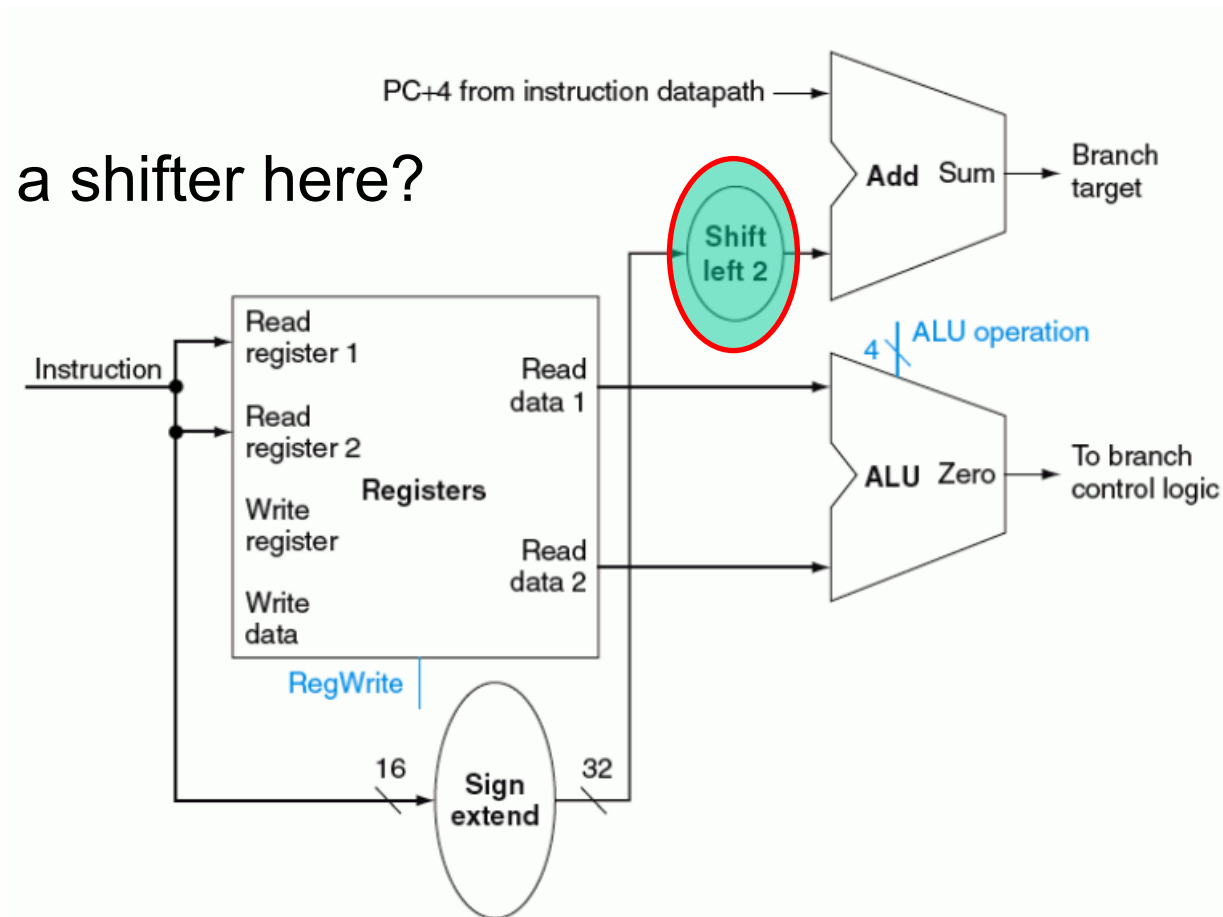 PC+4 from instruction datapath
a shifter here?
Add Sum
Branch
target
Shift
left 2
ALU operation
4
Instruction
Read
register 1
Read
data 1
Read
register 2
Registers
ALU Zero
To branch
control logic
Write
register
Read
data 2
Write
data
RegWrite
16
Sign
extend
32